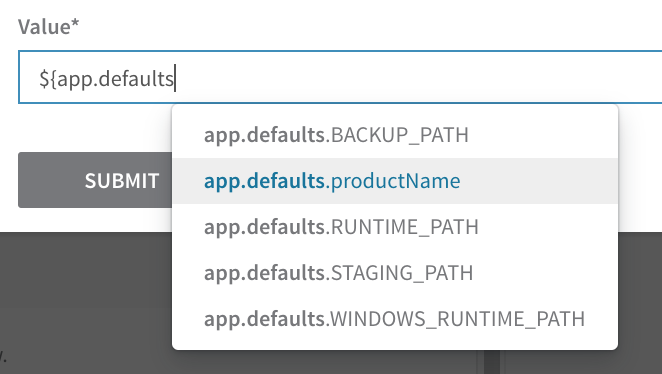 Value*
${app.defaults
app.defaults.BACKUP_PATH
app.defaults.productName
SUBMIT
app.defaults.RUNTIME_PATH
app.defaults.STAGING_PATH
app.defaults.WINDOWS_RUNTIME_PATH